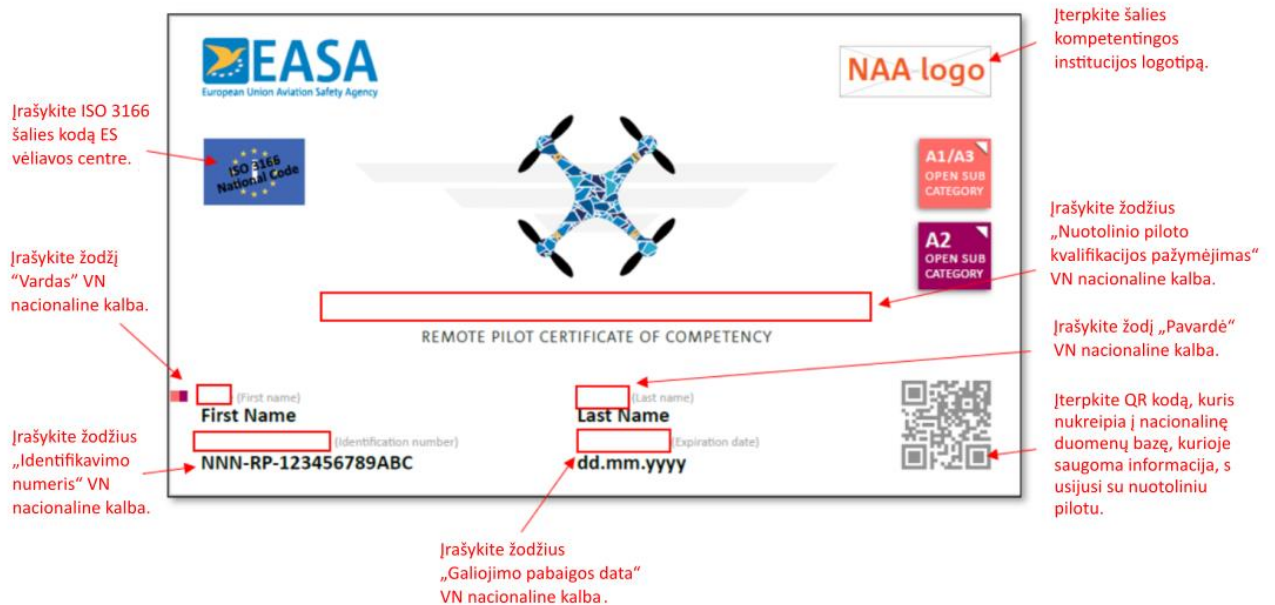 Įterpkite šalies
kompetentingos
institucijos logotipą.
EASA
European Union Aviation Safety Agency
NAA logo
Įrašykite ISO 3166
šalies kodą ES
vėliavos centre.
ISO 3166
National Code
A1/A3
OPEN SUB
CATEGORY
A2
OPEN SUB
CATEGORY
Įrašykite žodžius
„Nuotolinio piloto
kvalifikacijos pažymėjimas“
VN nacionaline kalba.
Įrašykite žodį
“Vardas” VN
nacionaline kalba.
REMOTE PILOT CERTIFICATE OF COMPETENCY
Įrašykite žodį „Pavardė“
VN nacionaline kalba.
(First name)
First Name
(Last name)
Last Name
Įterpkite QR kodą, kuris
nukreipia į nacionalinę
duomenų bazę, kurioje
saugoma informacija, s
usijusi su nuotoliniu
pilotu.
Įrašykite žodžius
„Identifikavimo
numeris“ VN
nacionaline kalba.
(Identification number)
NNN-RP-123456789ABC
(Expiration date)
dd.mm.yyyy
Įrašykite žodžius
„Galiojimo pabaigos data“
VN nacionaline kalba.